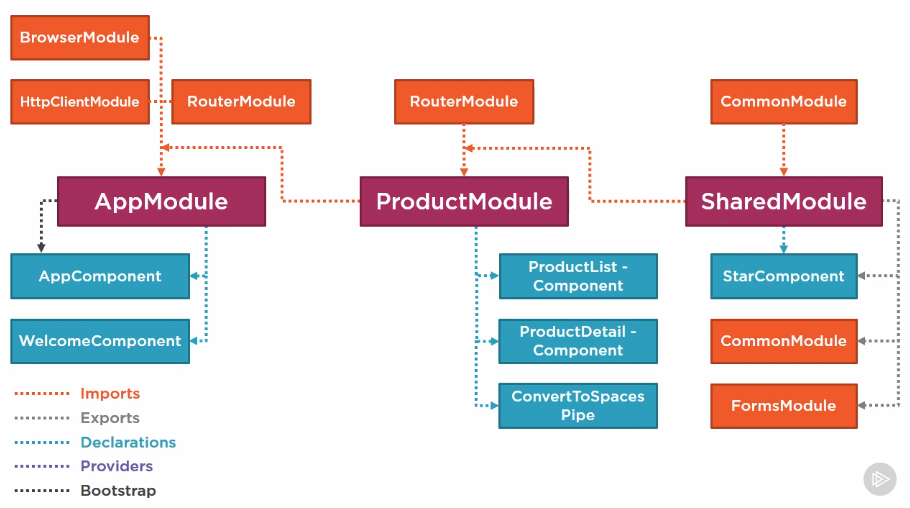 BrowserModule
HttpClientModule
RouterModule
RouterModule
CommonModule
AppModule
ProductModule
SharedModule
AppComponent
WelcomeComponent
ProductList -
Component
ProductDetail -
Component
ConvertToSpaces
Pipe
StarComponent
CommonModule
FormsModule
Imports
Exports
Declarations
Providers
Bootstrap